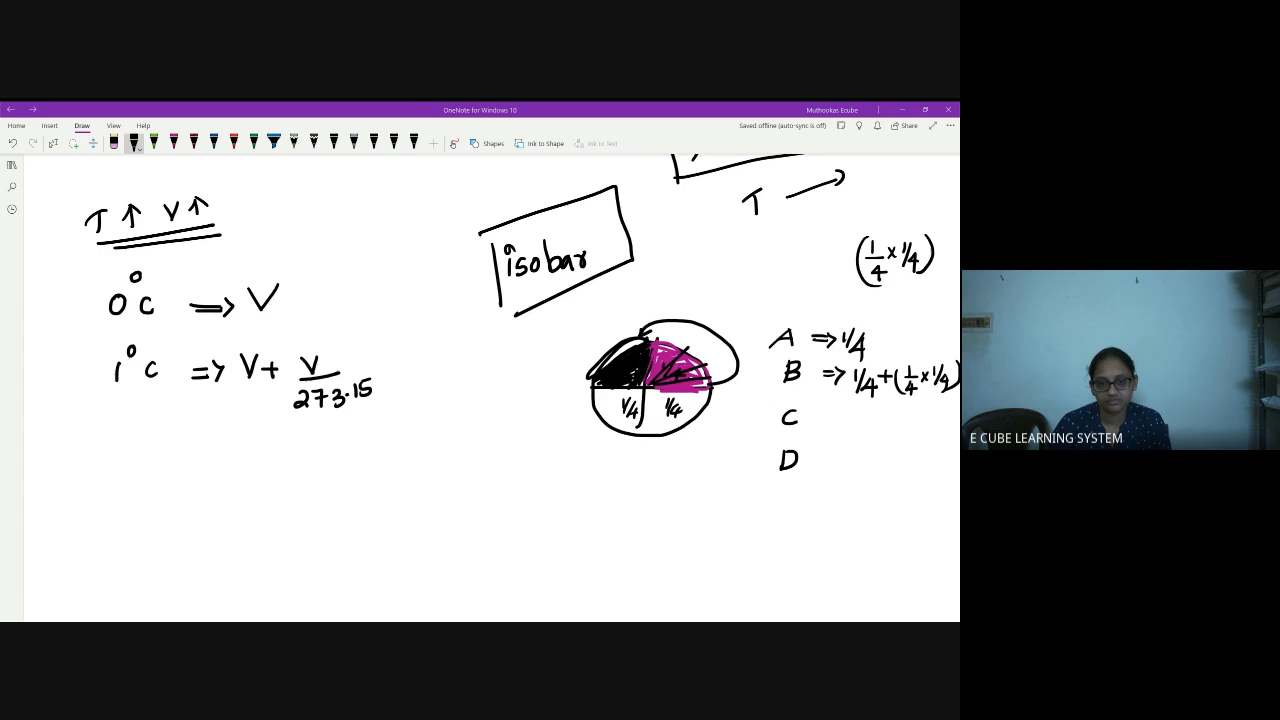 OneNote for Windows 10
Muthookas Ecube
Home Insert Draw View Help
Saved offline (auto-sync is off)
Share
Shapes
Ink to Shape
Ink to Text
T ↑ V ↑
T →
isobar
(1/4 × 1/4)
0°C ⇒ V
1°C ⇒ V + V/273.15
1/4 1/4
A ⇒ 1/4
B ⇒ 1/4 + (1/4 × 1/4)
C
D
E CUBE LEARNING SYSTEM